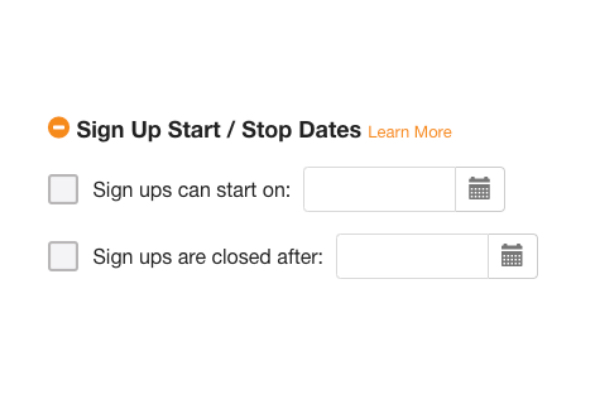 Sign Up Start / Stop Dates Learn More
Sign ups can start on:
Sign ups are closed after: